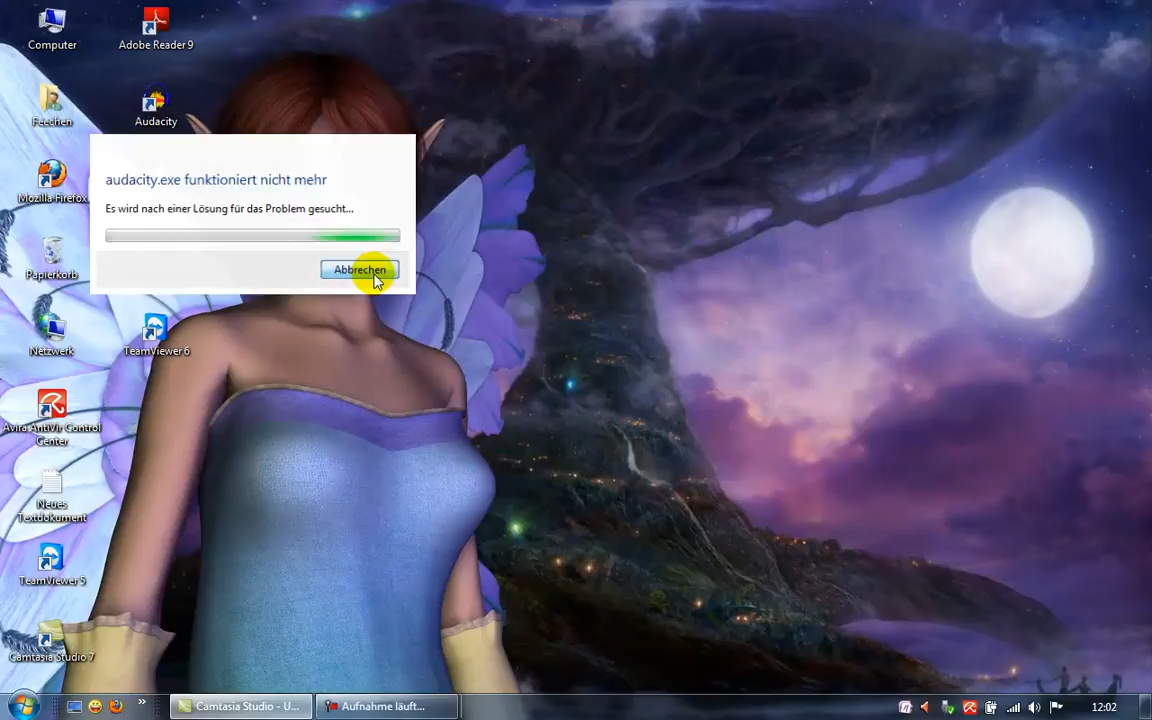 Computer
Adobe Reader 9
Feechen
Audacity
audacity.exe funktioniert nicht mehr
Es wird nach einer Lösung für das Problem gesucht...
Abbrechen
Mozilla Firefox
Papierkorb
Netzwerk
TeamViewer 6
Avira AntiVir Control
Center
Neues
Textdokument
TeamViewer 5
Camtasia Studio 7
»
Camtasia Studio - U...
Aufnahme läuft...
12:02